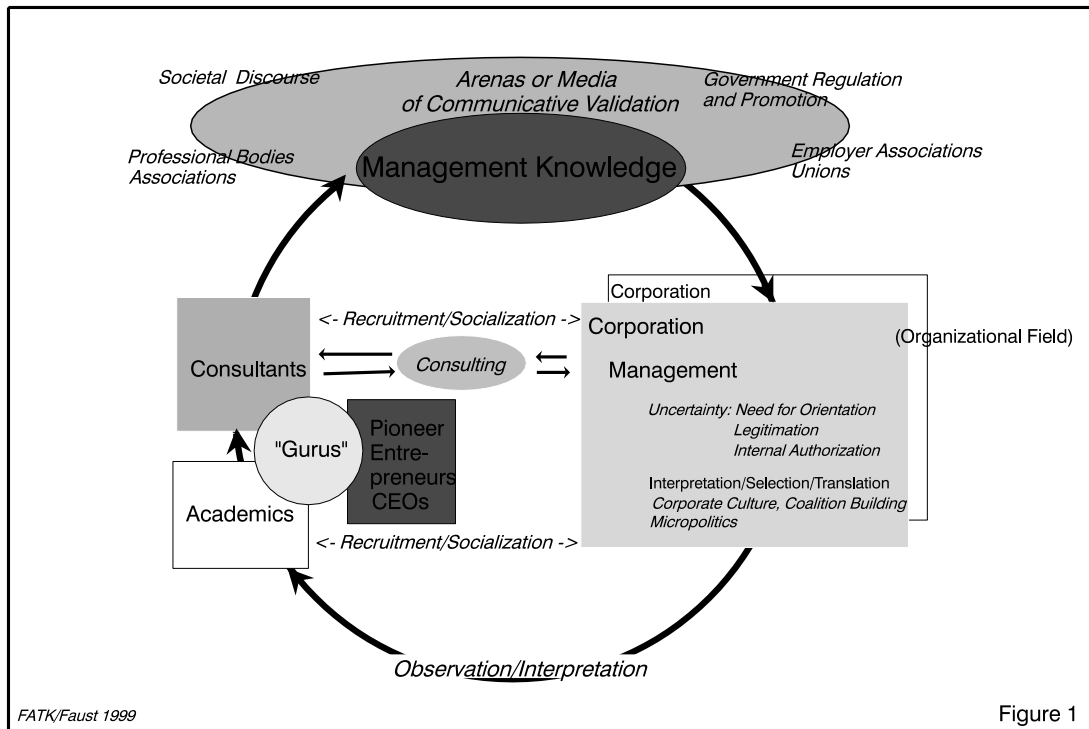 Societal Discourse
Arenas or Media
of Communicative Validation
Government Regulation
and Promotion
Professional Bodies
Associations
Management Knowledge
Employer Associations
Unions
Corporation
<- Recruitment/Socialization ->
Corporation
(Organizational Field)
Consultants
Consulting
Management
Uncertainty: Need for Orientation
Legitimation
Internal Authorization
"Gurus"
Pioneer
Entre-
preneurs
CEOs
Interpretation/Selection/Translation
Corporate Culture, Coalition Building
Micropolitics
Academics
<- Recruitment/Socialization ->
Observation/Interpretation
FATK/Faust 1999
Figure 1